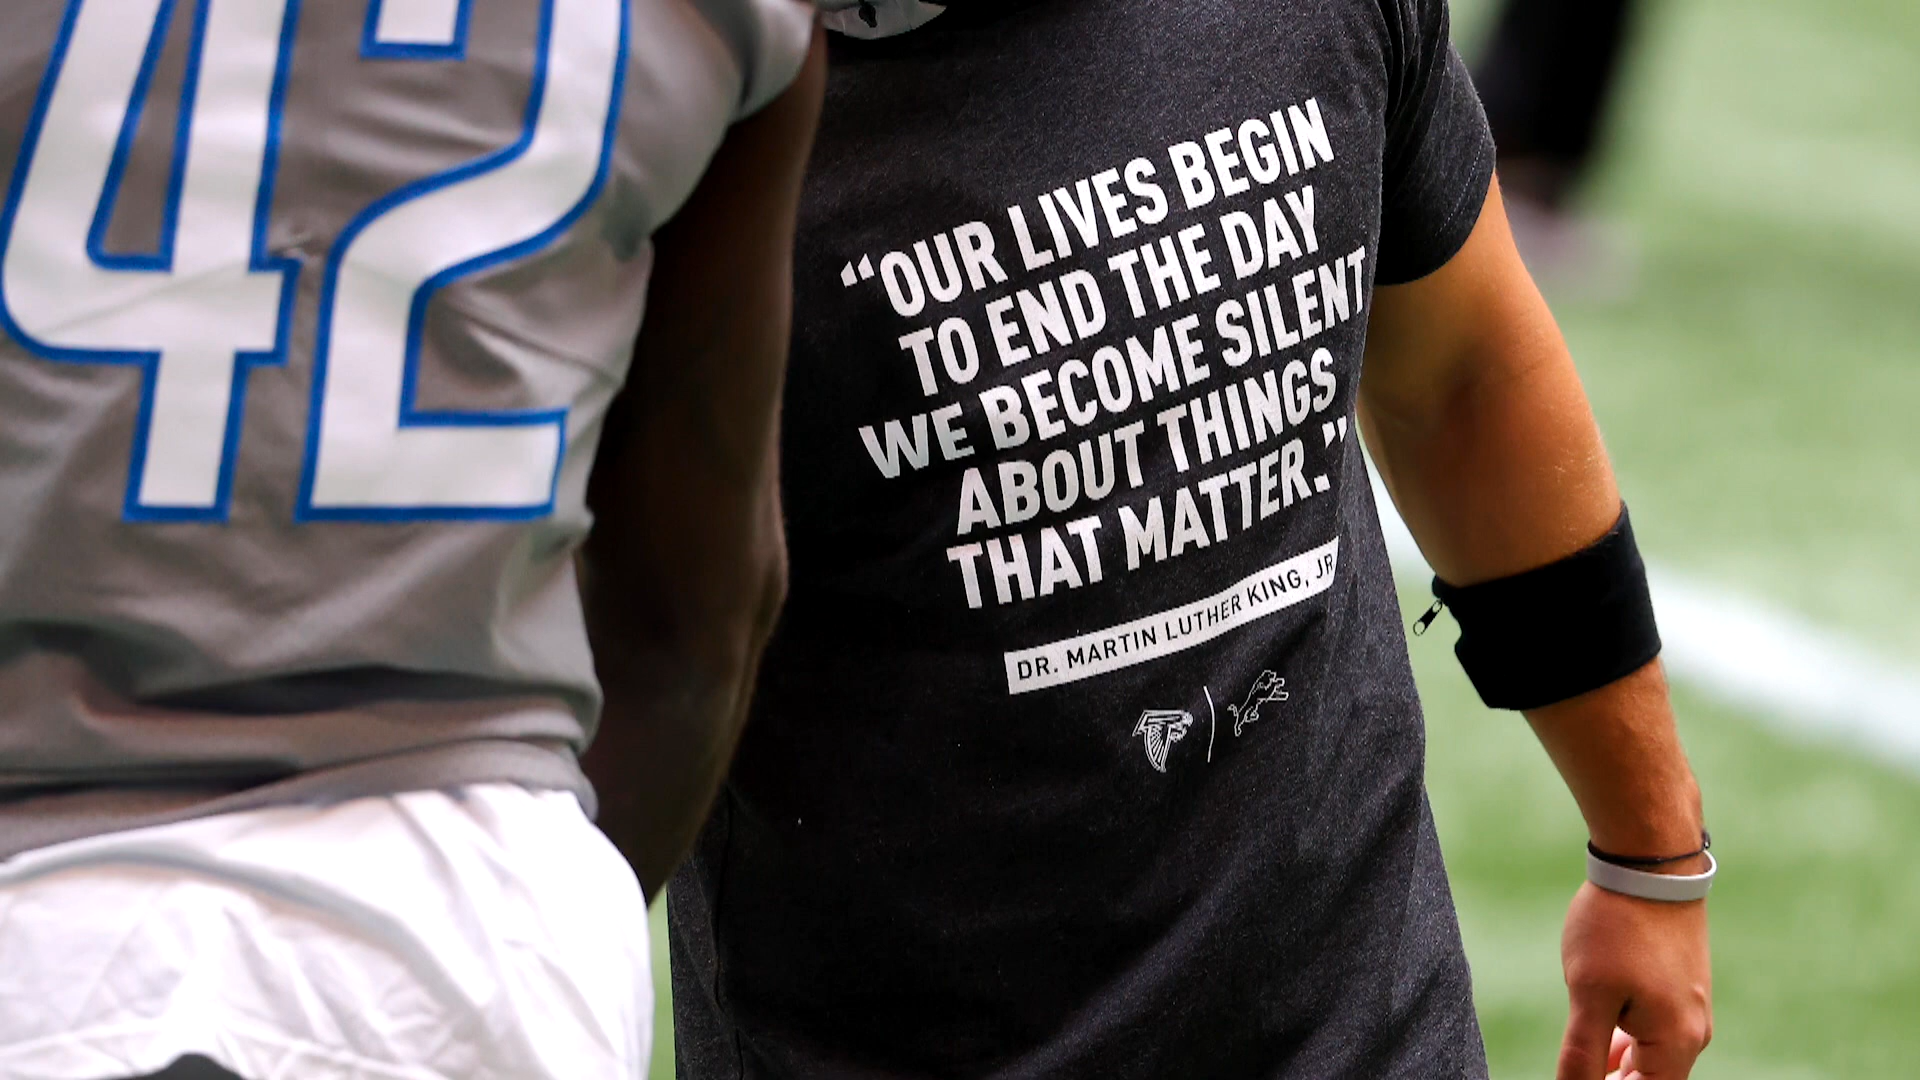 42
“OUR LIVES BEGIN
TO END THE DAY
WE BECOME SILENT
ABOUT THINGS
THAT MATTER.”
DR. MARTIN LUTHER KING, JR